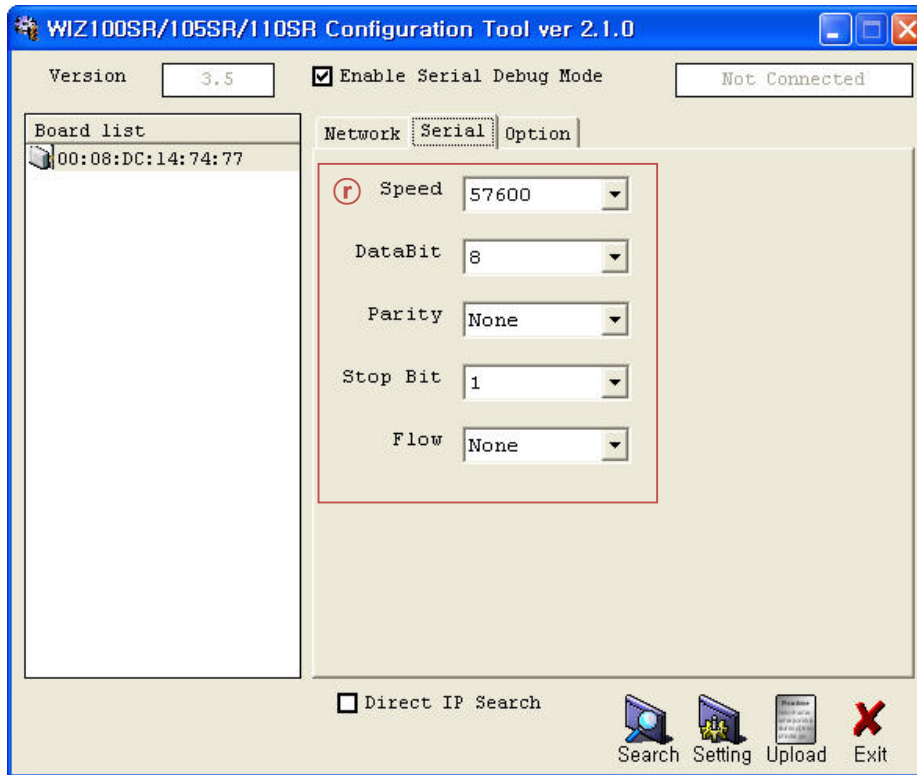 WIZ100SR/105SR/110SR Configuration Tool ver 2.1.0
Version 3.5 Enable Serial Debug Mode Not Connected
Board list
00:08:DC:14:74:77
Network Serial Option
ⓡ Speed 57600
DataBit 8
Parity None
Stop Bit 1
Flow None
Direct IP Search
Search Setting Upload Exit